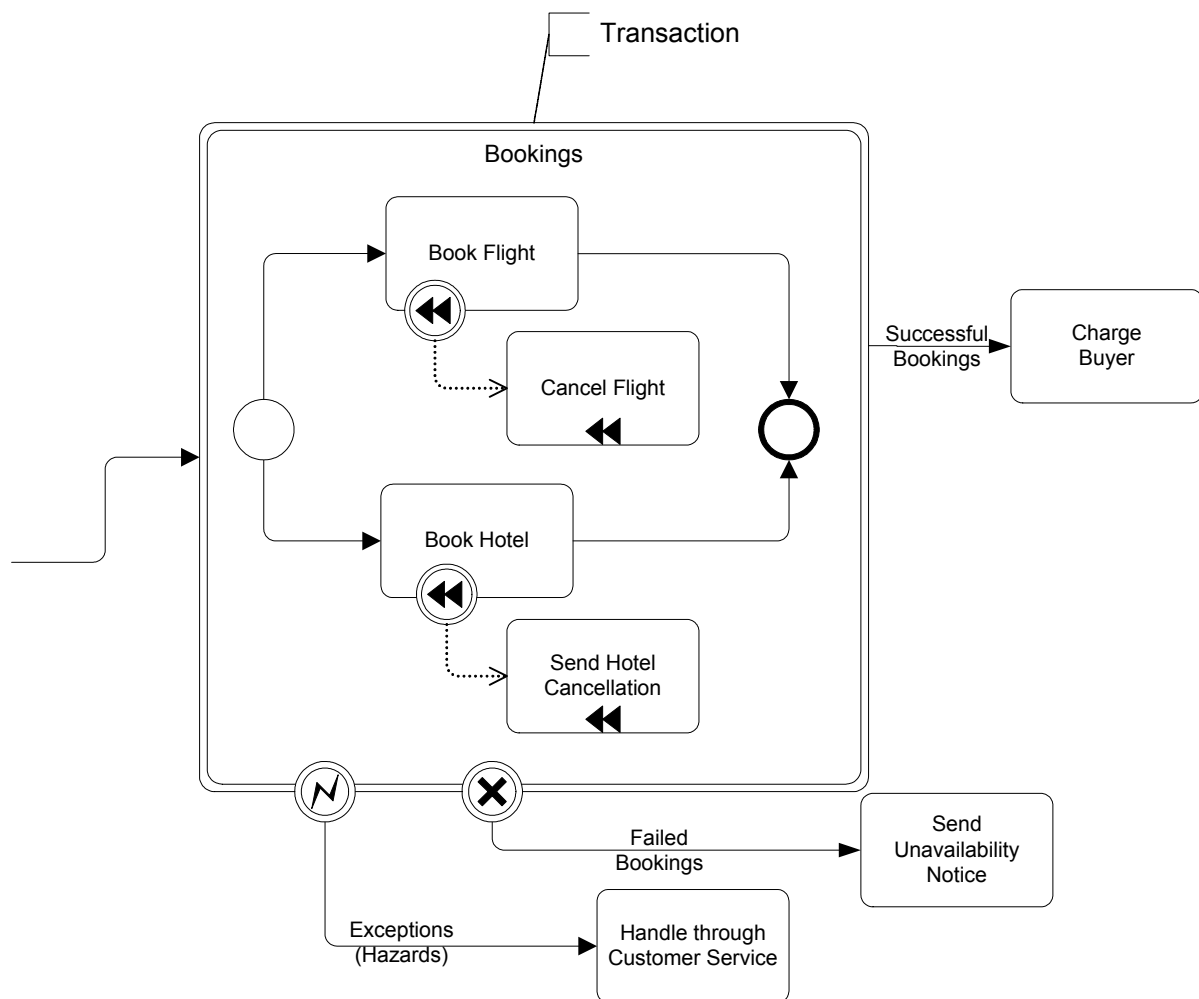 Transaction
Bookings
Book Flight
Cancel Flight
Successful
Bookings
Charge
Buyer
Book Hotel
Send Hotel
Cancellation
Failed
Bookings
Send
Unavailability
Notice
Exceptions
(Hazards)
Handle through
Customer Service